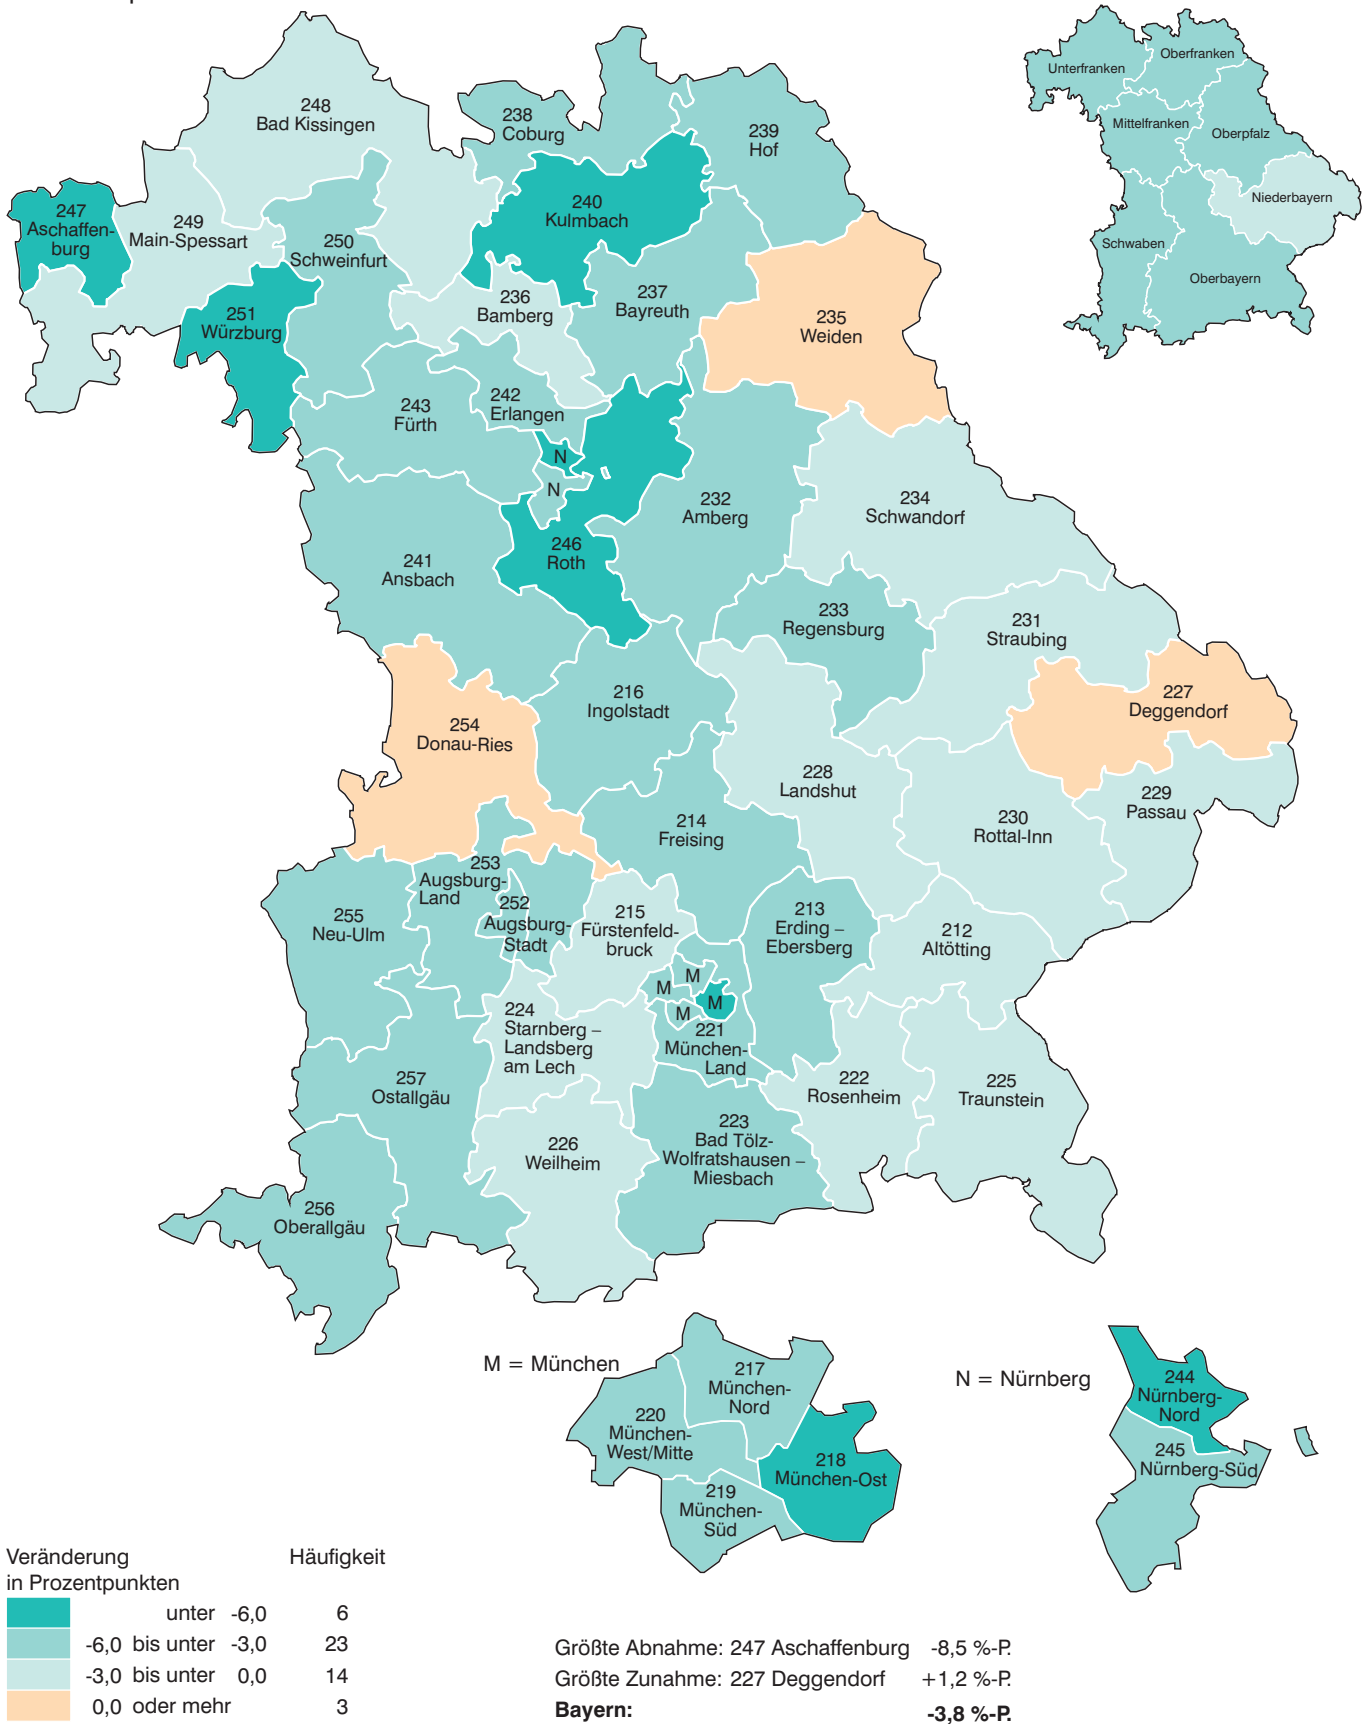 248
Bad Kissingen
238
Coburg
239
Hof
247
Aschaffen-
burg
249
Main-Spessart
240
Kulmbach
250
Schweinfurt
251
Würzburg
236
Bamberg
237
Bayreuth
235
Weiden
243
Fürth
242
Erlangen
N
N
232
Amberg
234
Schwandorf
246
Roth
241
Ansbach
233
Regensburg
231
Straubing
216
Ingolstadt
227
Deggendorf
254
Donau-Ries
228
Landshut
229
Passau
230
Rottal-Inn
214
Freising
253
Augsburg-
Land
252
Augsburg-
Stadt
255
Neu-Ulm
215
Fürstenfeld-
bruck
213
Erding –
Ebersberg
212
Altötting
M
M
M
M
224
Starnberg –
Landsberg
am Lech
221
München-
Land
257
Ostallgäu
222
Rosenheim
225
Traunstein
223
Bad Tölz-
Wolfratshausen –
Miesbach
226
Weilheim
256
Oberallgäu
Unterfranken
Oberfranken
Mittelfranken
Oberpfalz
Niederbayern
Schwaben
Oberbayern
M = München
217
München-
Nord
220
München-
West/Mitte
218
München-Ost
219
München-
Süd
N = Nürnberg
244
Nürnberg-
Nord
245
Nürnberg-Süd
Veränderung Häufigkeit
in Prozentpunkten
unter -6,0 6
-6,0 bis unter -3,0 23
-3,0 bis unter 0,0 14
0,0 oder mehr 3
Größte Abnahme: 247 Aschaffenburg -8,5 %-P.
Größte Zunahme: 227 Deggendorf +1,2 %-P.
Bayern: -3,8 %-P.